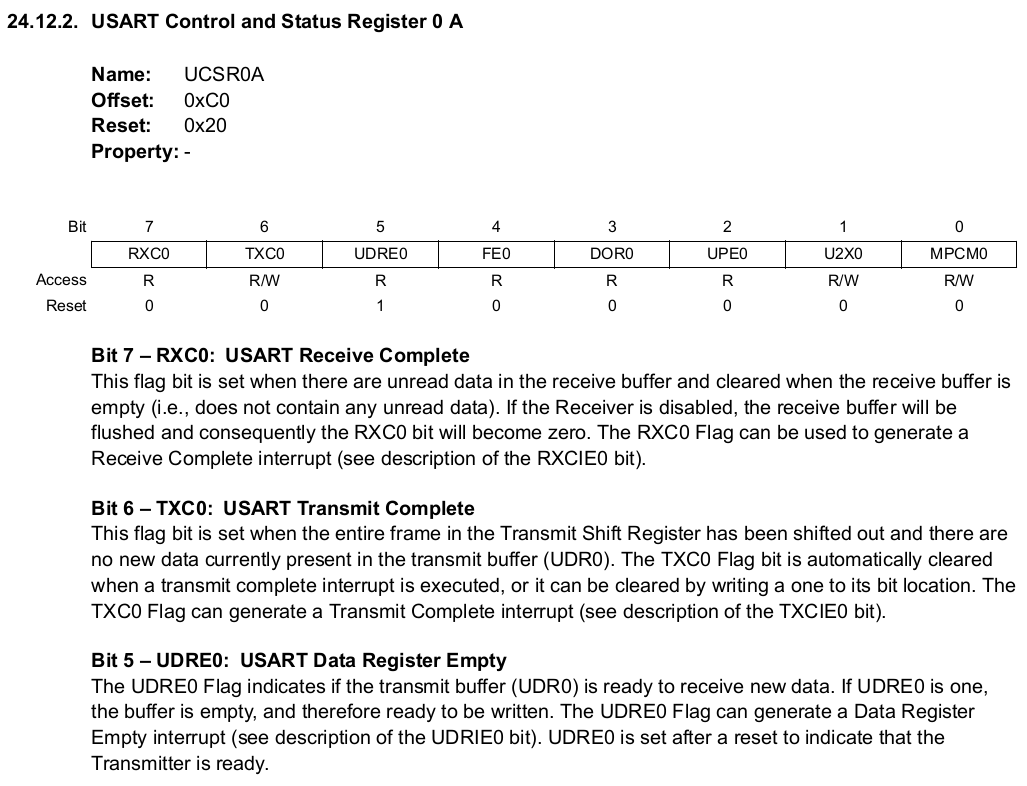 24.12.2. USART Control and Status Register 0 A
Name: UCSR0A
Offset: 0xC0
Reset: 0x20
Property: -
Bit 7 6 5 4 3 2 1 0
RXC0 TXC0 UDRE0 FE0 DOR0 UPE0 U2X0 MPCM0
Access R R/W R R R R R/W R/W
Reset 0 0 1 0 0 0 0 0
Bit 7 – RXC0: USART Receive Complete
This flag bit is set when there are unread data in the receive buffer and cleared when the receive buffer is
empty (i.e., does not contain any unread data). If the Receiver is disabled, the receive buffer will be
flushed and consequently the RXC0 bit will become zero. The RXC0 Flag can be used to generate a
Receive Complete interrupt (see description of the RXCIE0 bit).
Bit 6 – TXC0: USART Transmit Complete
This flag bit is set when the entire frame in the Transmit Shift Register has been shifted out and there are
no new data currently present in the transmit buffer (UDR0). The TXC0 Flag bit is automatically cleared
when a transmit complete interrupt is executed, or it can be cleared by writing a one to its bit location. The
TXC0 Flag can generate a Transmit Complete interrupt (see description of the TXCIE0 bit).
Bit 5 – UDRE0: USART Data Register Empty
The UDRE0 Flag indicates if the transmit buffer (UDR0) is ready to receive new data. If UDRE0 is one,
the buffer is empty, and therefore ready to be written. The UDRE0 Flag can generate a Data Register
Empty interrupt (see description of the UDRIE0 bit). UDRE0 is set after a reset to indicate that the
Transmitter is ready.